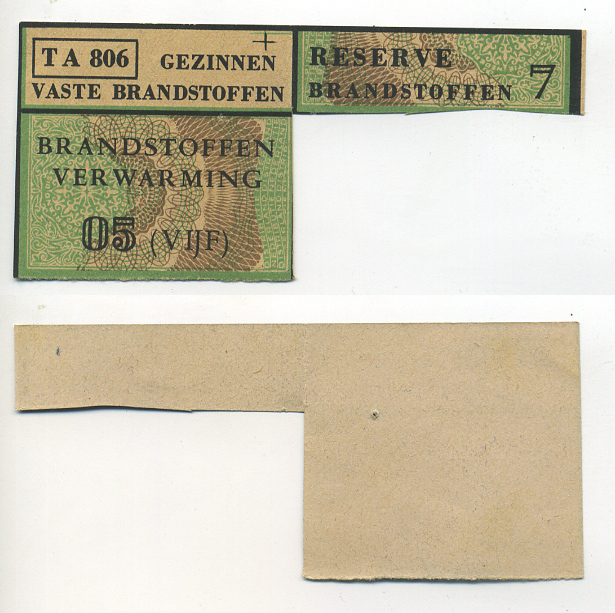 TA 806 GEZINNEN
VASTE BRANDSTOFFEN
RESERVE
BRANDSTOFFEN 7
BRANDSTOFFEN
VERWARMING
05 (VIJF)